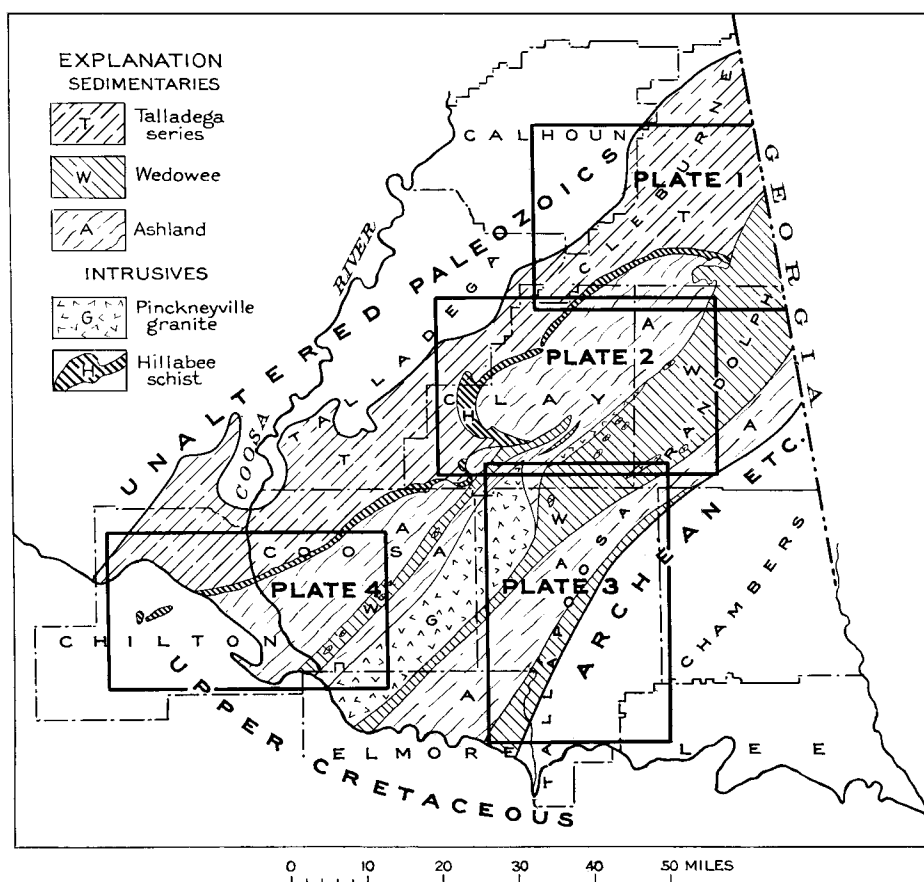 EXPLANATION
SEDIMENTARIES
T
Talladega
series
W
Wedowee
A
Ashland
INTRUSIVES
G
Pinckneyville
granite
H
Hillabee
schist
CALHOUN
CLEBURNE
PLATE 1
T
GEORGIA
RIVER
COOSA
UNALTERED PALEOZOICS
TALLADEGA
T
A
PLATE 2
W
RANDOLPH
CLAY
H
A
A
W
COOSA
A
PLATE 4
W
G
PLATE 3
TALLAPOOSA
ARCHEAN ETC.
CHAMBERS
CHILTON
A
UPPER CRETACEOUS
ELMORE
LEE
0 10 20 30 40 50 MILES